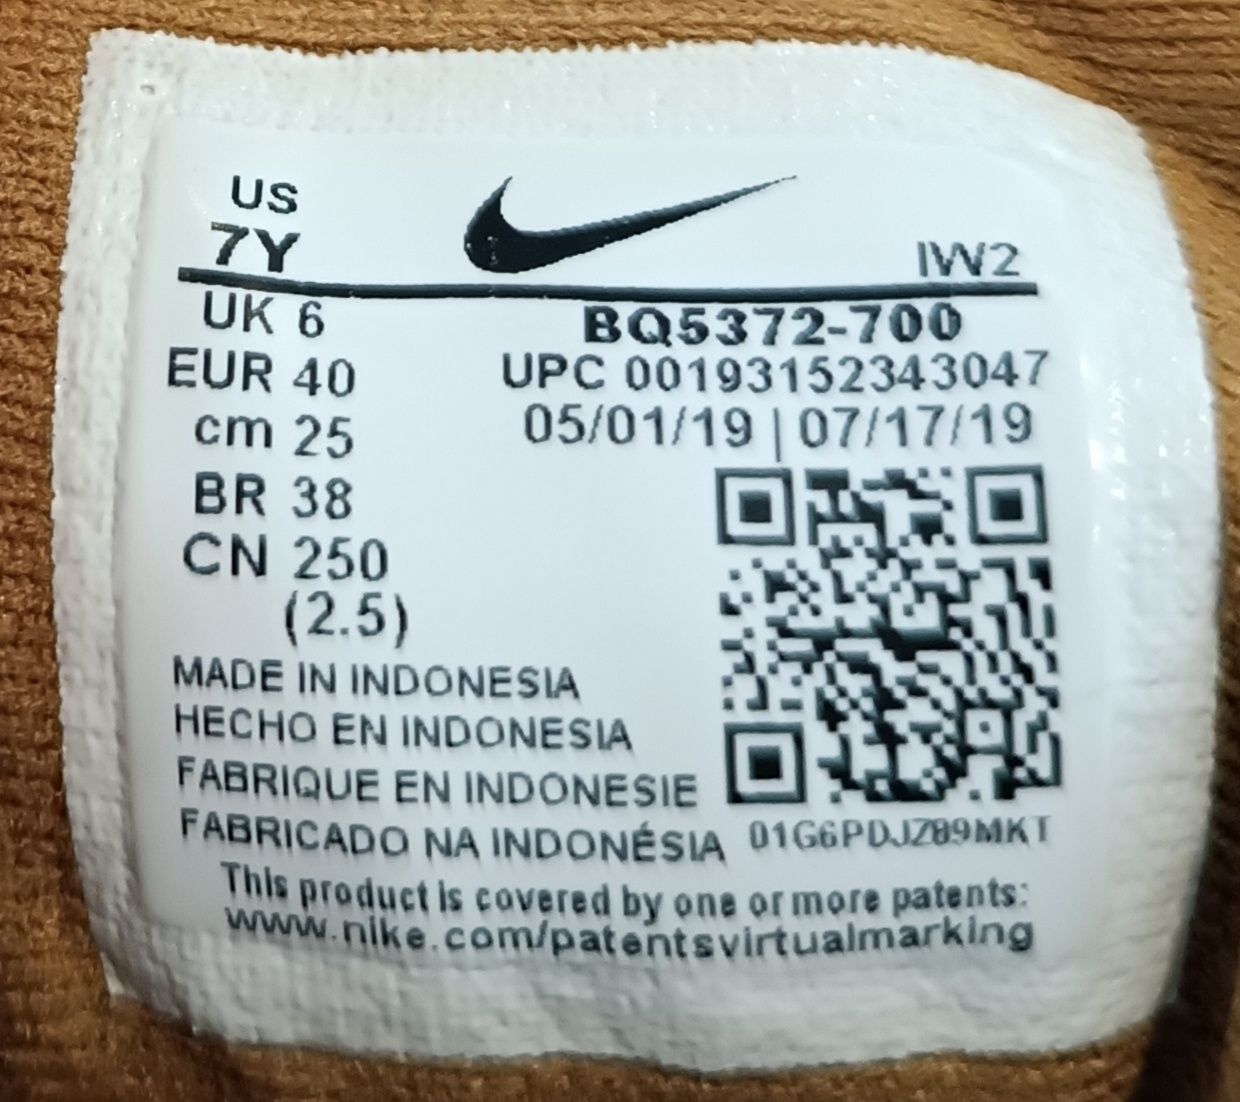 US
7Y
IW2
UK 6
BQ5372-700
EUR 40
UPC 00193152343047
cm 25
05/01/19 | 07/17/19
BR 38
CN 250
(2.5)
MADE IN INDONESIA
HECHO EN INDONESIA
FABRIQUE EN INDONESIE
FABRICADO NA INDONÉSIA
01G6PDJZ89MKT
This product is covered by one or more patents:
www.nike.com/patentsvirtualmarking